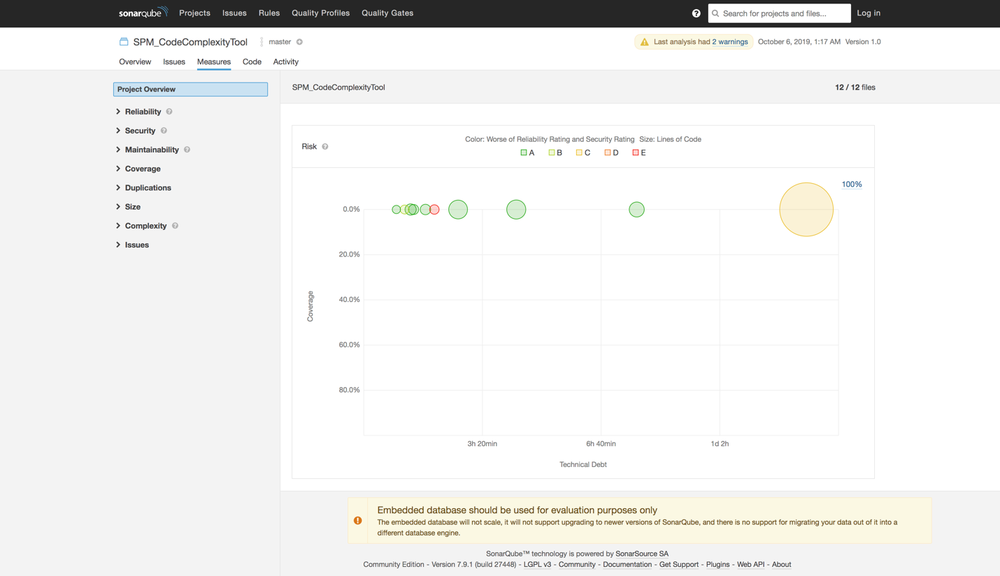 sonarqube Projects Issues Rules Quality Profiles Quality Gates ? Search for projects and files... Log in
SPM_CodeComplexityTool master Last analysis had 2 warnings October 6, 2019, 1:17 AM Version 1.0
Overview Issues Measures Code Activity
Project Overview
Reliability ?
Security ?
Maintainability ?
Coverage
Duplications
Size
Complexity ?
Issues
SPM_CodeComplexityTool 12 / 12 files
Risk ?
Color: Worse of Reliability Rating and Security Rating Size: Lines of Code
A B C D E
100%
0.0%
20.0%
40.0%
60.0%
80.0%
Coverage
3h 20min 6h 40min 1d 2h
Technical Debt
Embedded database should be used for evaluation purposes only
The embedded database will not scale, it will not support upgrading to newer versions of SonarQube, and there is no support for migrating your data out of it into a
different database engine.
SonarQube™ technology is powered by SonarSource SA
Community Edition - Version 7.9.1 (build 27448) - LGPL v3 - Community - Documentation - Get Support - Plugins - Web API - About